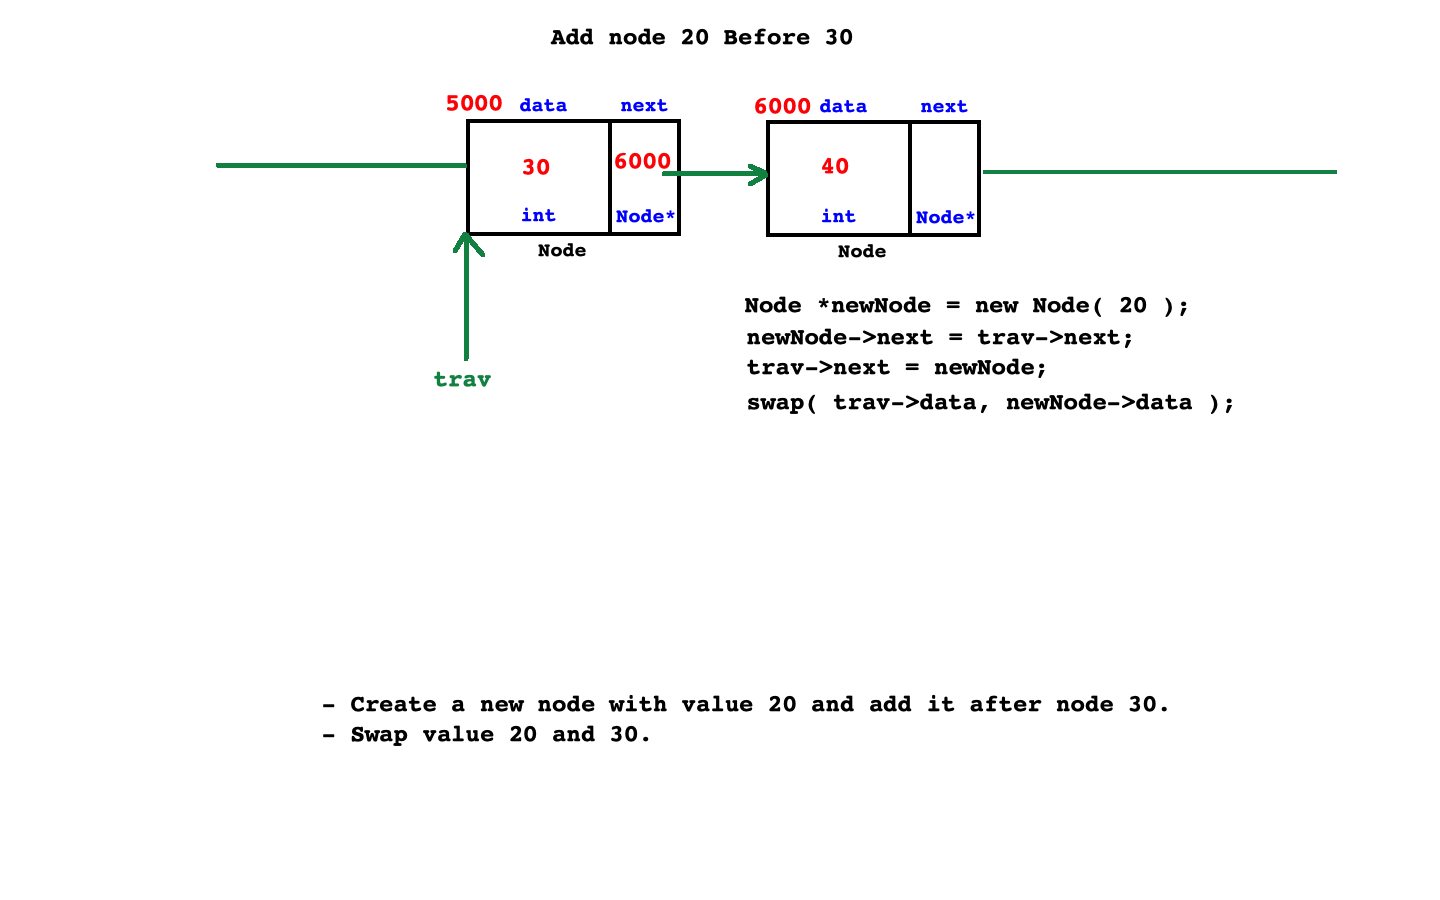 Add node 20 Before 30
5000 data next 6000 data next
30 6000 40
int Node* int Node*
Node Node
Node *newNode = new Node( 20 );
newNode->next = trav->next;
trav->next = newNode;
trav
swap( trav->data, newNode->data );
- Create a new node with value 20 and add it after node 30.
- Swap value 20 and 30.